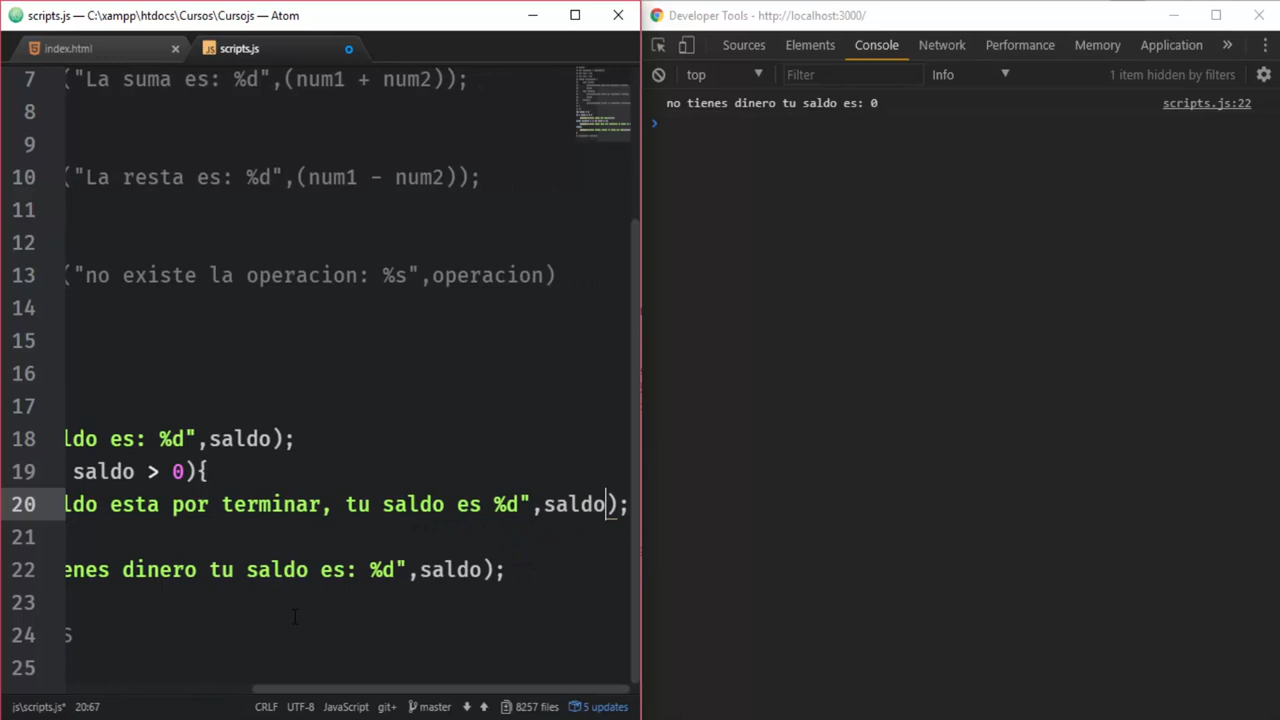 scripts.js — C:\xampp\htdocs\Cursos\Cursojs — Atom
index.html
JS scripts.js
7 ("La suma es: %d",(num1 + num2));
8
9
10 ("La resta es: %d",(num1 - num2));
11
12
13 ("no existe la operacion: %s",operacion)
14
15
16
17
18 ldo es: %d",saldo);
19 saldo > 0){
20 ldo esta por terminar, tu saldo es %d",saldo);
21
22 enes dinero tu saldo es: %d",saldo);
23
24 S
25
js\scripts.js* 20:67 CRLF UTF-8 JavaScript git+ master 8257 files 5 updates
Developer Tools - http://localhost:3000/
Sources Elements Console Network Performance Memory Application »
top Filter Info 1 item hidden by filters
no tienes dinero tu saldo es: 0 scripts.js:22